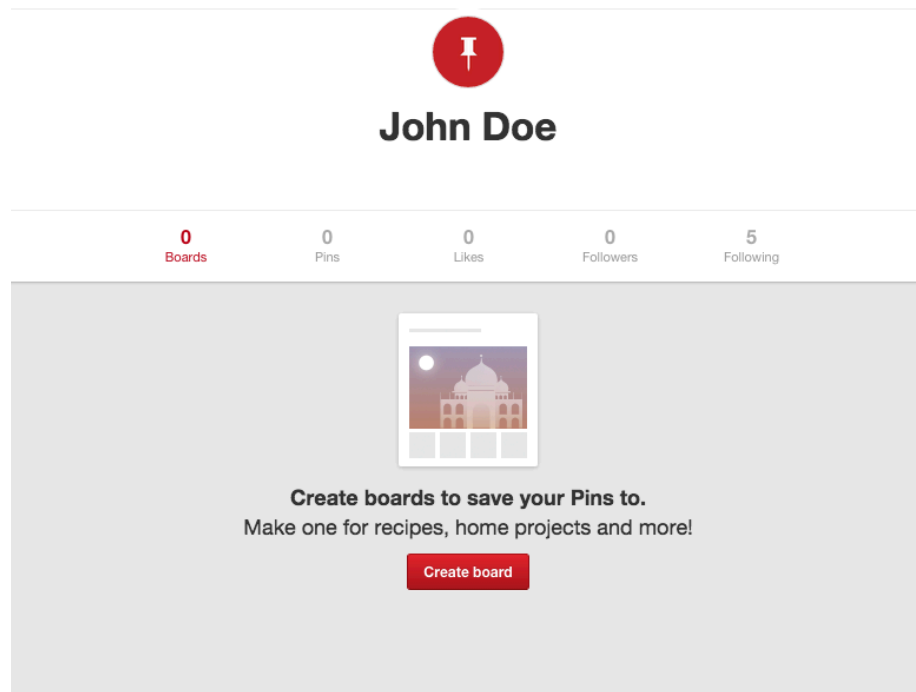 John Doe
0 0 0 0 5
Boards Pins Likes Followers Following
Create boards to save your Pins to.
Make one for recipes, home projects and more!
Create board